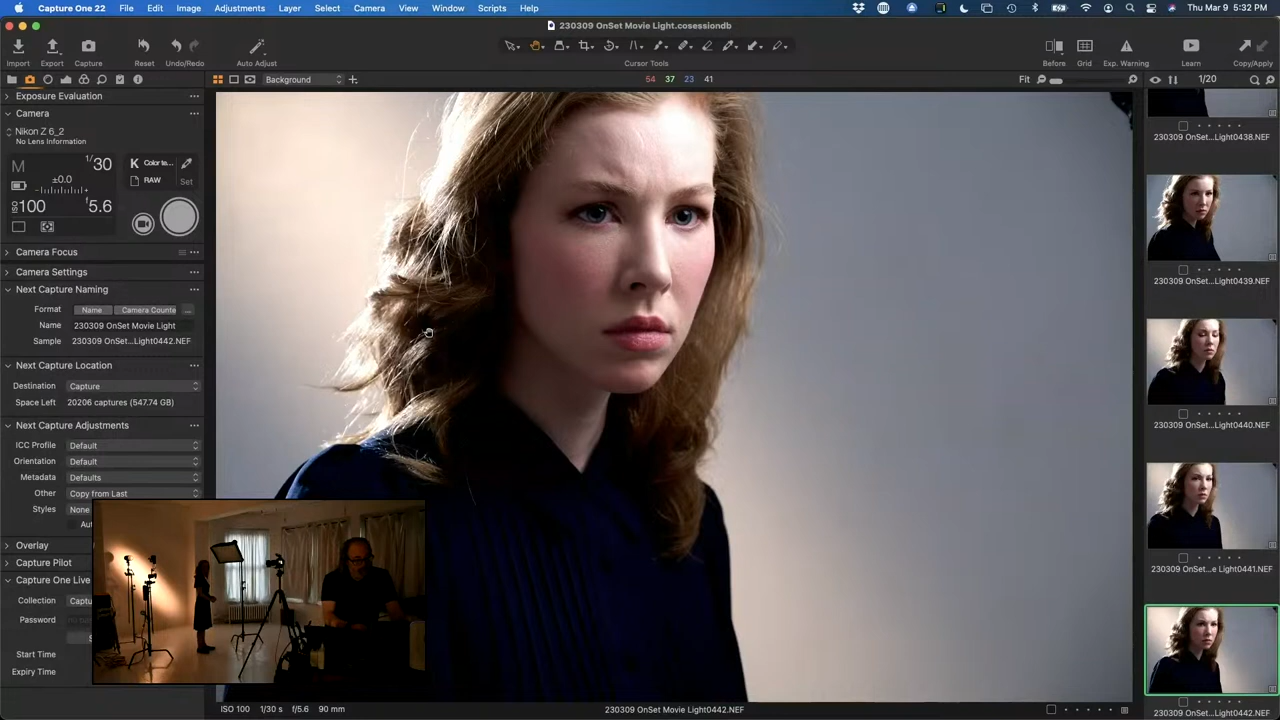 Capture One 22 File Edit Image Adjustments Layer Select Camera View Window Scripts Help Thu Mar 9 5:32 PM
230309 OnSet Movie Light.cosessiondb
Import Export Capture Reset Undo/Redo Auto Adjust Cursor Tools Before Grid Exp. Warning Learn Copy/Apply
Background 54 37 23 41 Fit 1/20
Exposure Evaluation
Camera
Nikon Z 6_2
No Lens Information
M 1/30 K Color te...
±0.0 RAW Set
ISO 100 f5.6
Camera Focus
Camera Settings
Next Capture Naming
Format Name Camera Counte ...
Name 230309 OnSet Movie Light
Sample 230309 OnSet...Light0442.NEF
Next Capture Location
Destination Capture
Space Left 20206 captures (547.74 GB)
Next Capture Adjustments
ICC Profile Default
Orientation Default
Metadata Defaults
Other Copy from Last
Styles None
Aut
Overlay
Capture Pilot
Capture One Live
Collection Captu
Password
S
Start Time
Expiry Time
230309 OnSet...Light0438.NEF
230309 OnSet...Light0439.NEF
230309 OnSet...Light0440.NEF
230309 OnSet...e Light0441.NEF
230309 OnSet...Light0442.NEF
ISO 100 1/30 s f/5.6 90 mm 230309 OnSet Movie Light0442.NEF